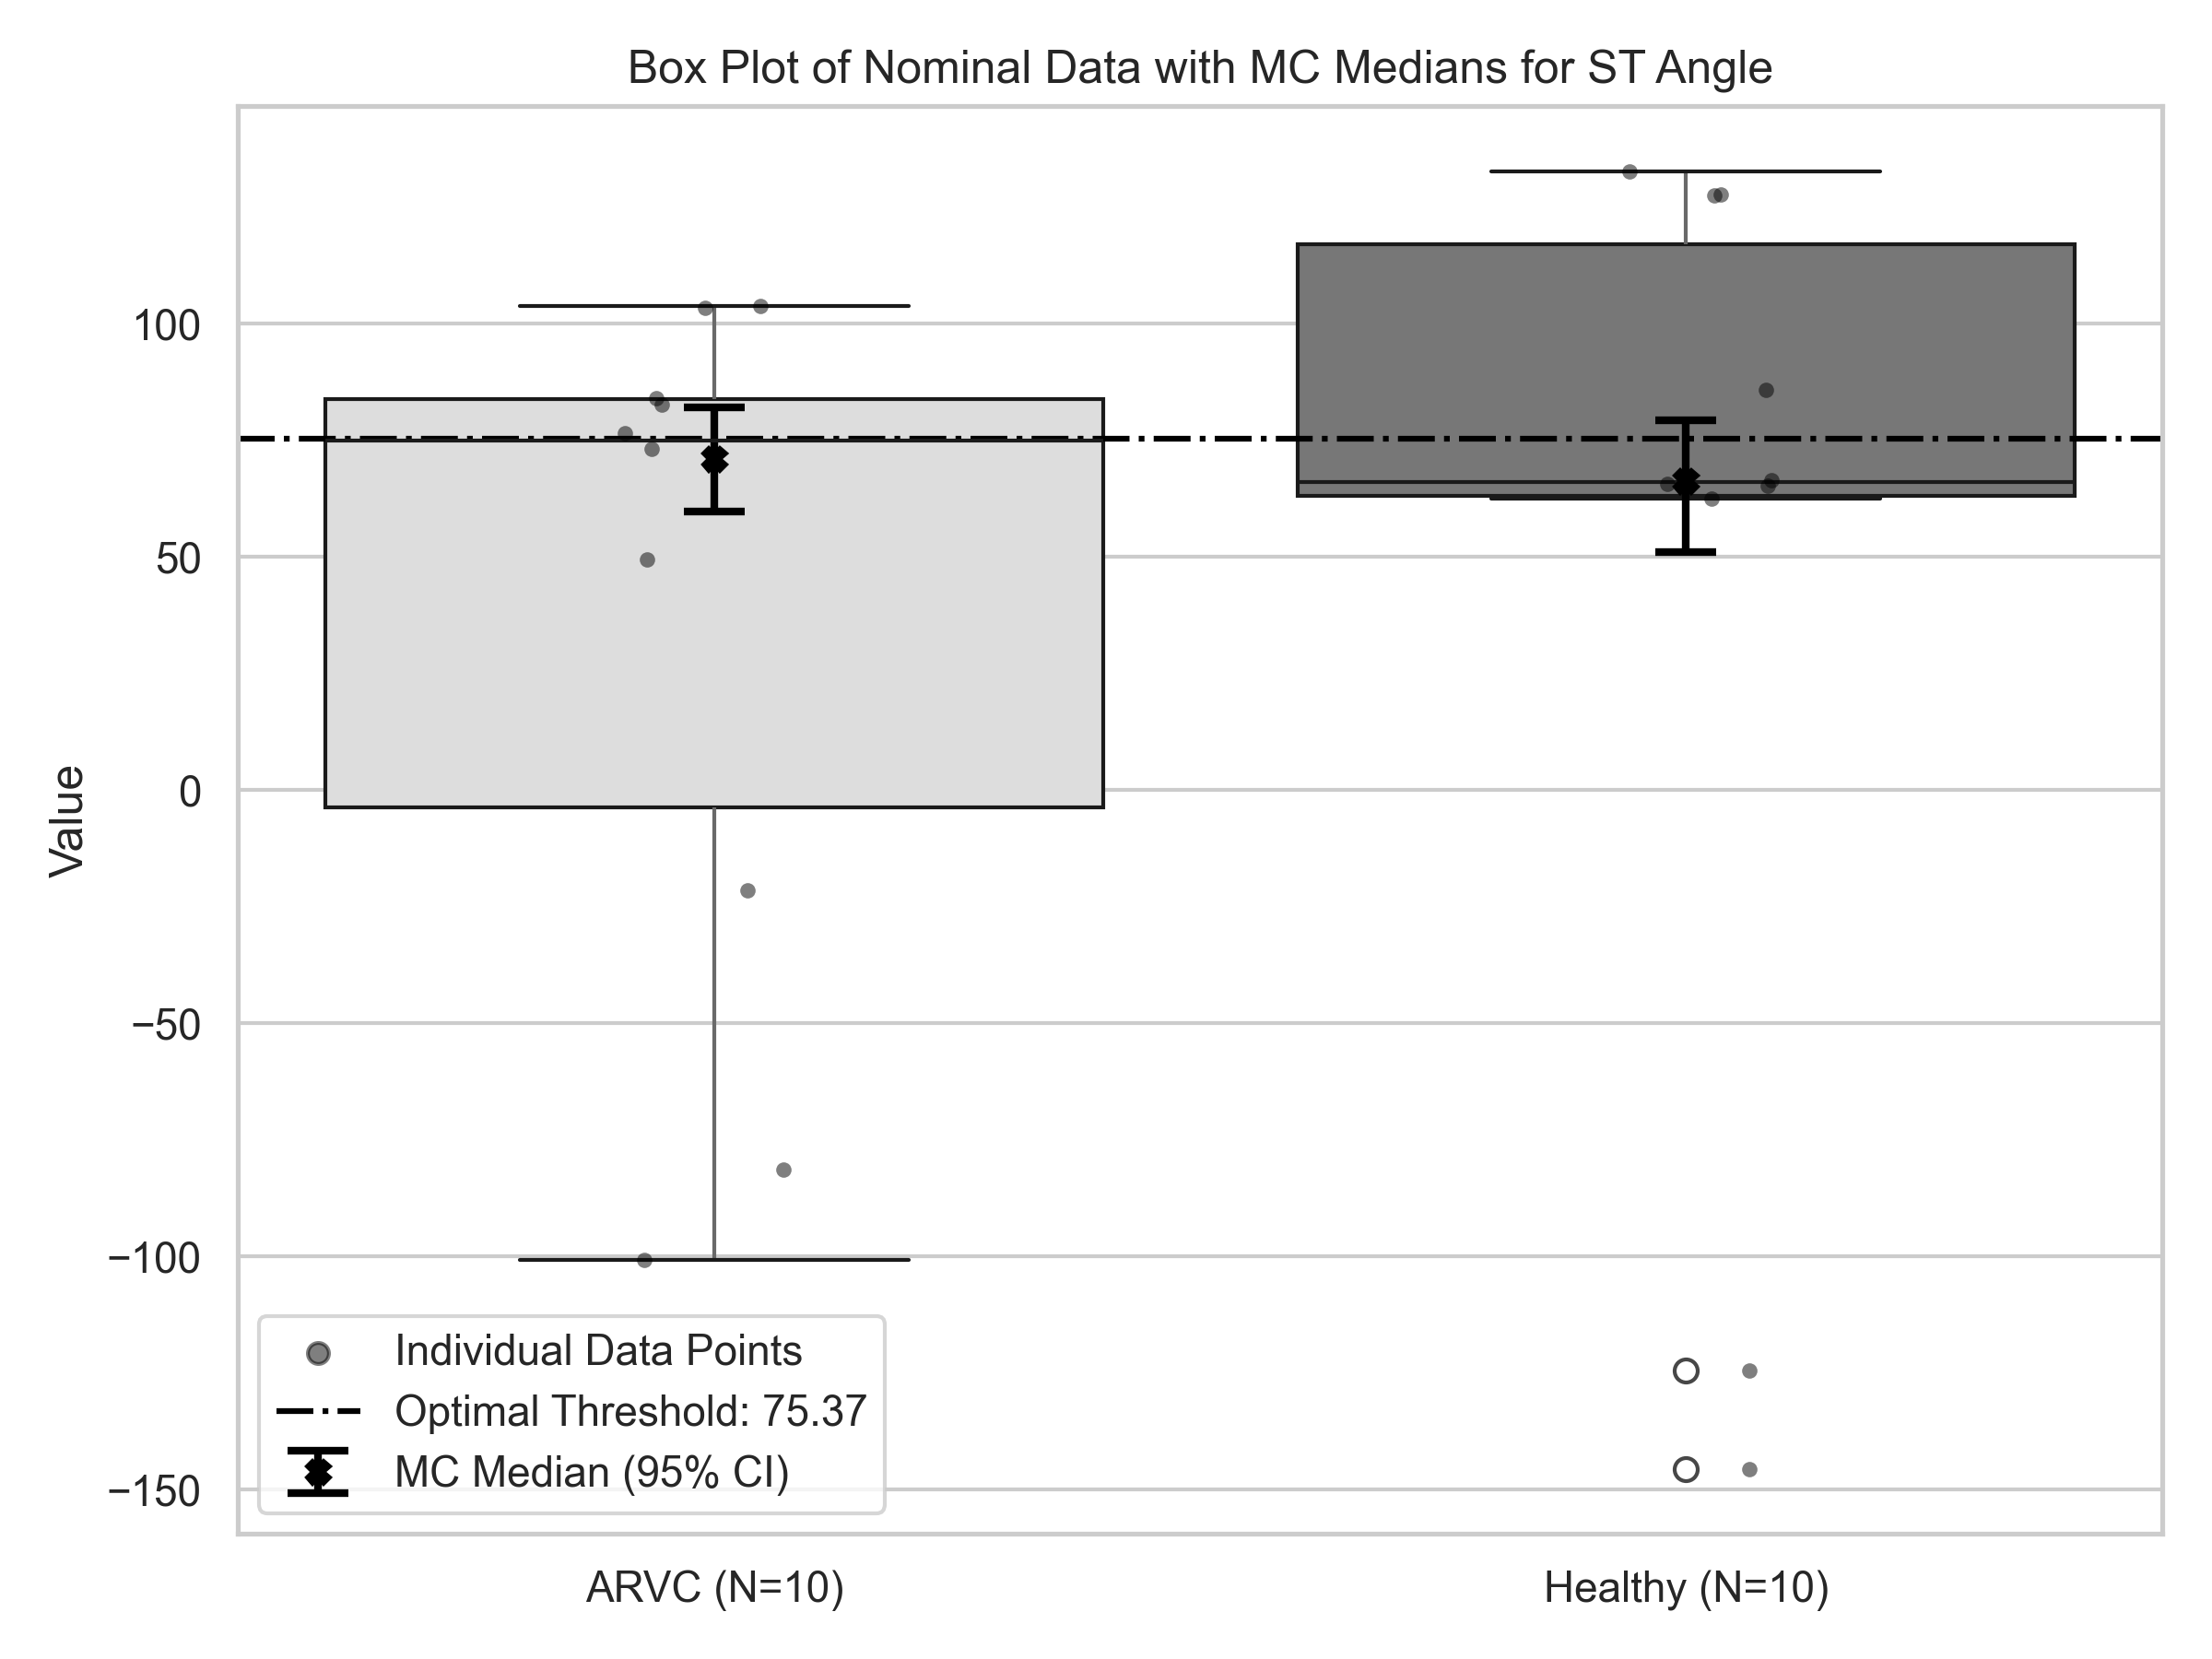 Box Plot of Nominal Data with MC Medians for ST Angle
Value
100
50
0
−50
−100
−150
Individual Data Points
Optimal Threshold: 75.37
MC Median (95% CI)
ARVC (N=10)
Healthy (N=10)